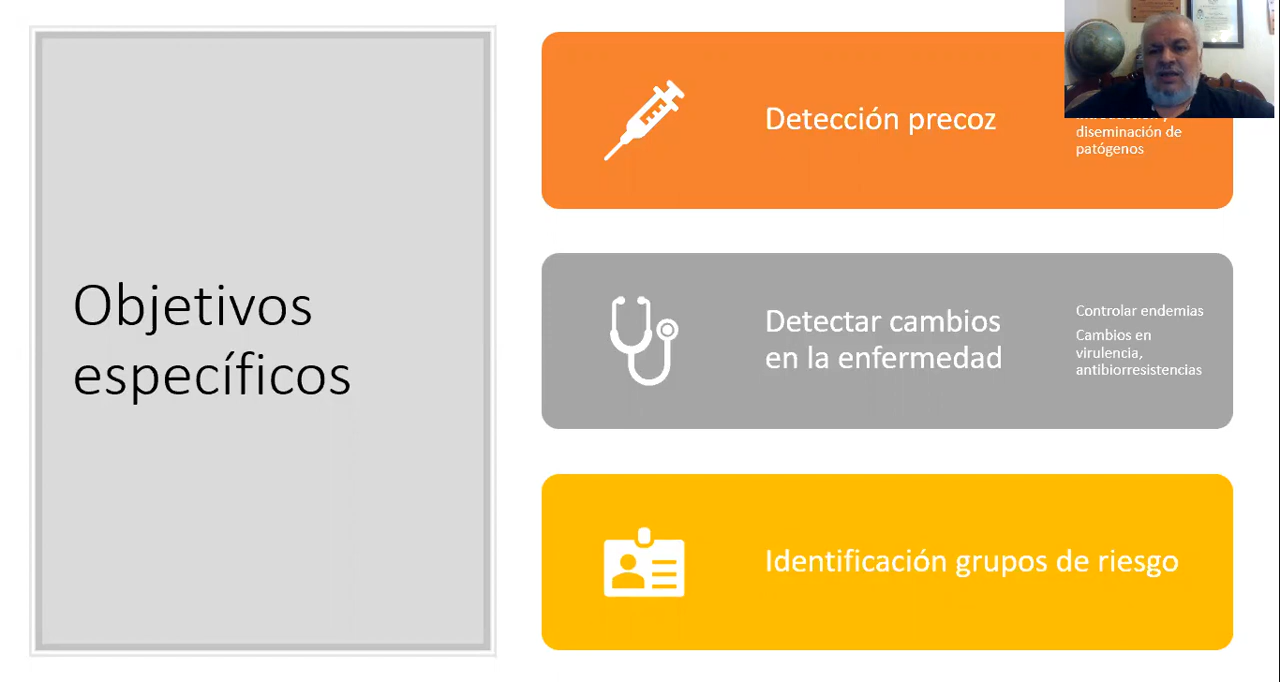 Objetivos
específicos
Detección precoz
diseminación de
patógenos
Detectar cambios
en la enfermedad
Controlar endemias
Cambios en
virulencia,
antibiorresistencias
Identificación grupos de riesgo